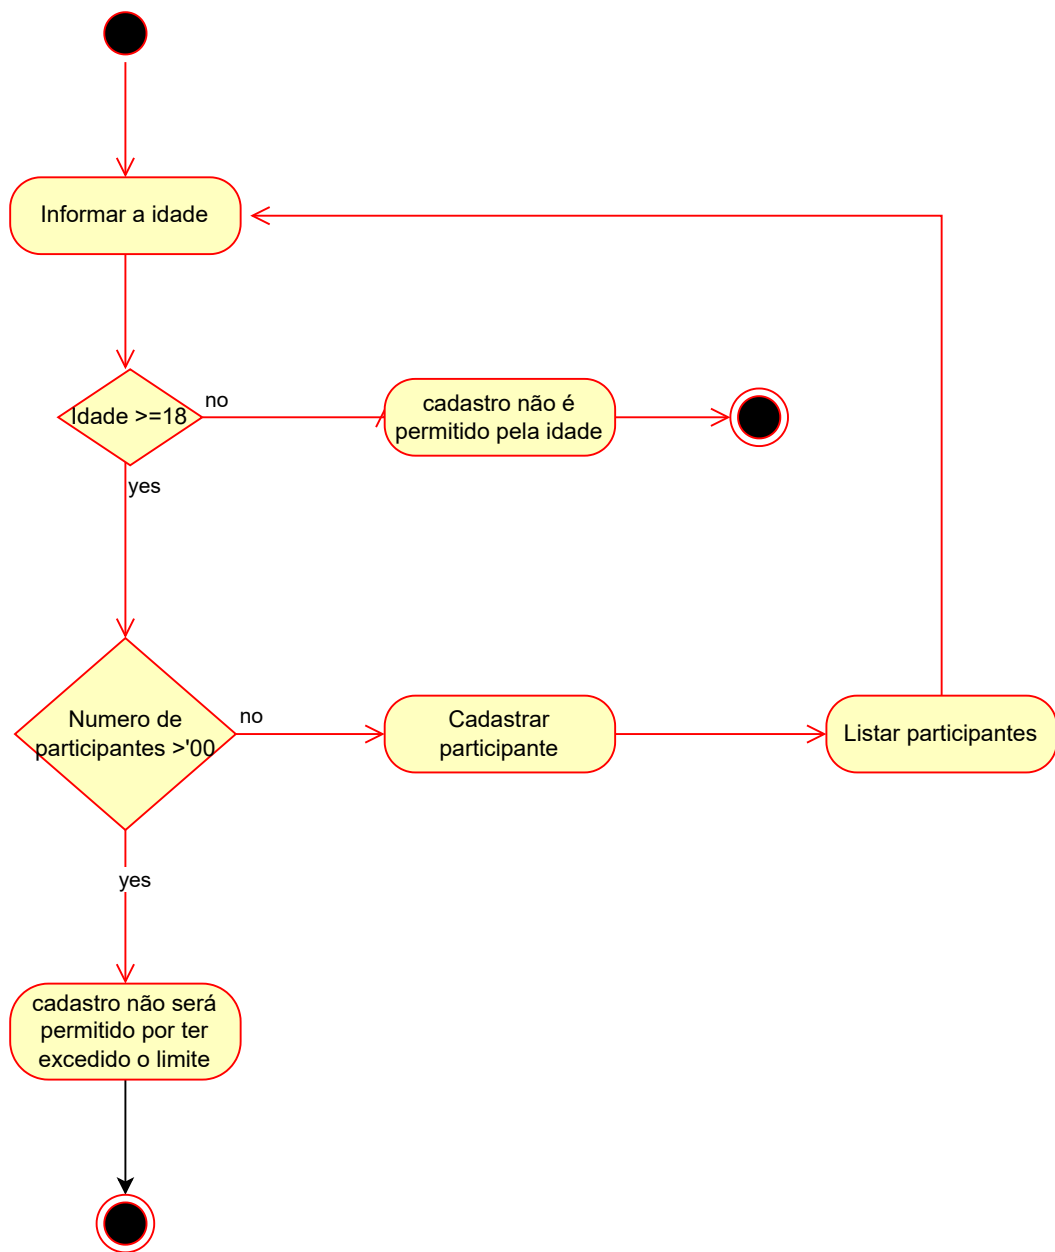 Informar a idade
Idade >=18
no
cadastro não é
permitido pela idade
yes
Numero de
participantes >'00
no
Cadastrar
participante
Listar participantes
yes
cadastro não será
permitido por ter
excedido o limite